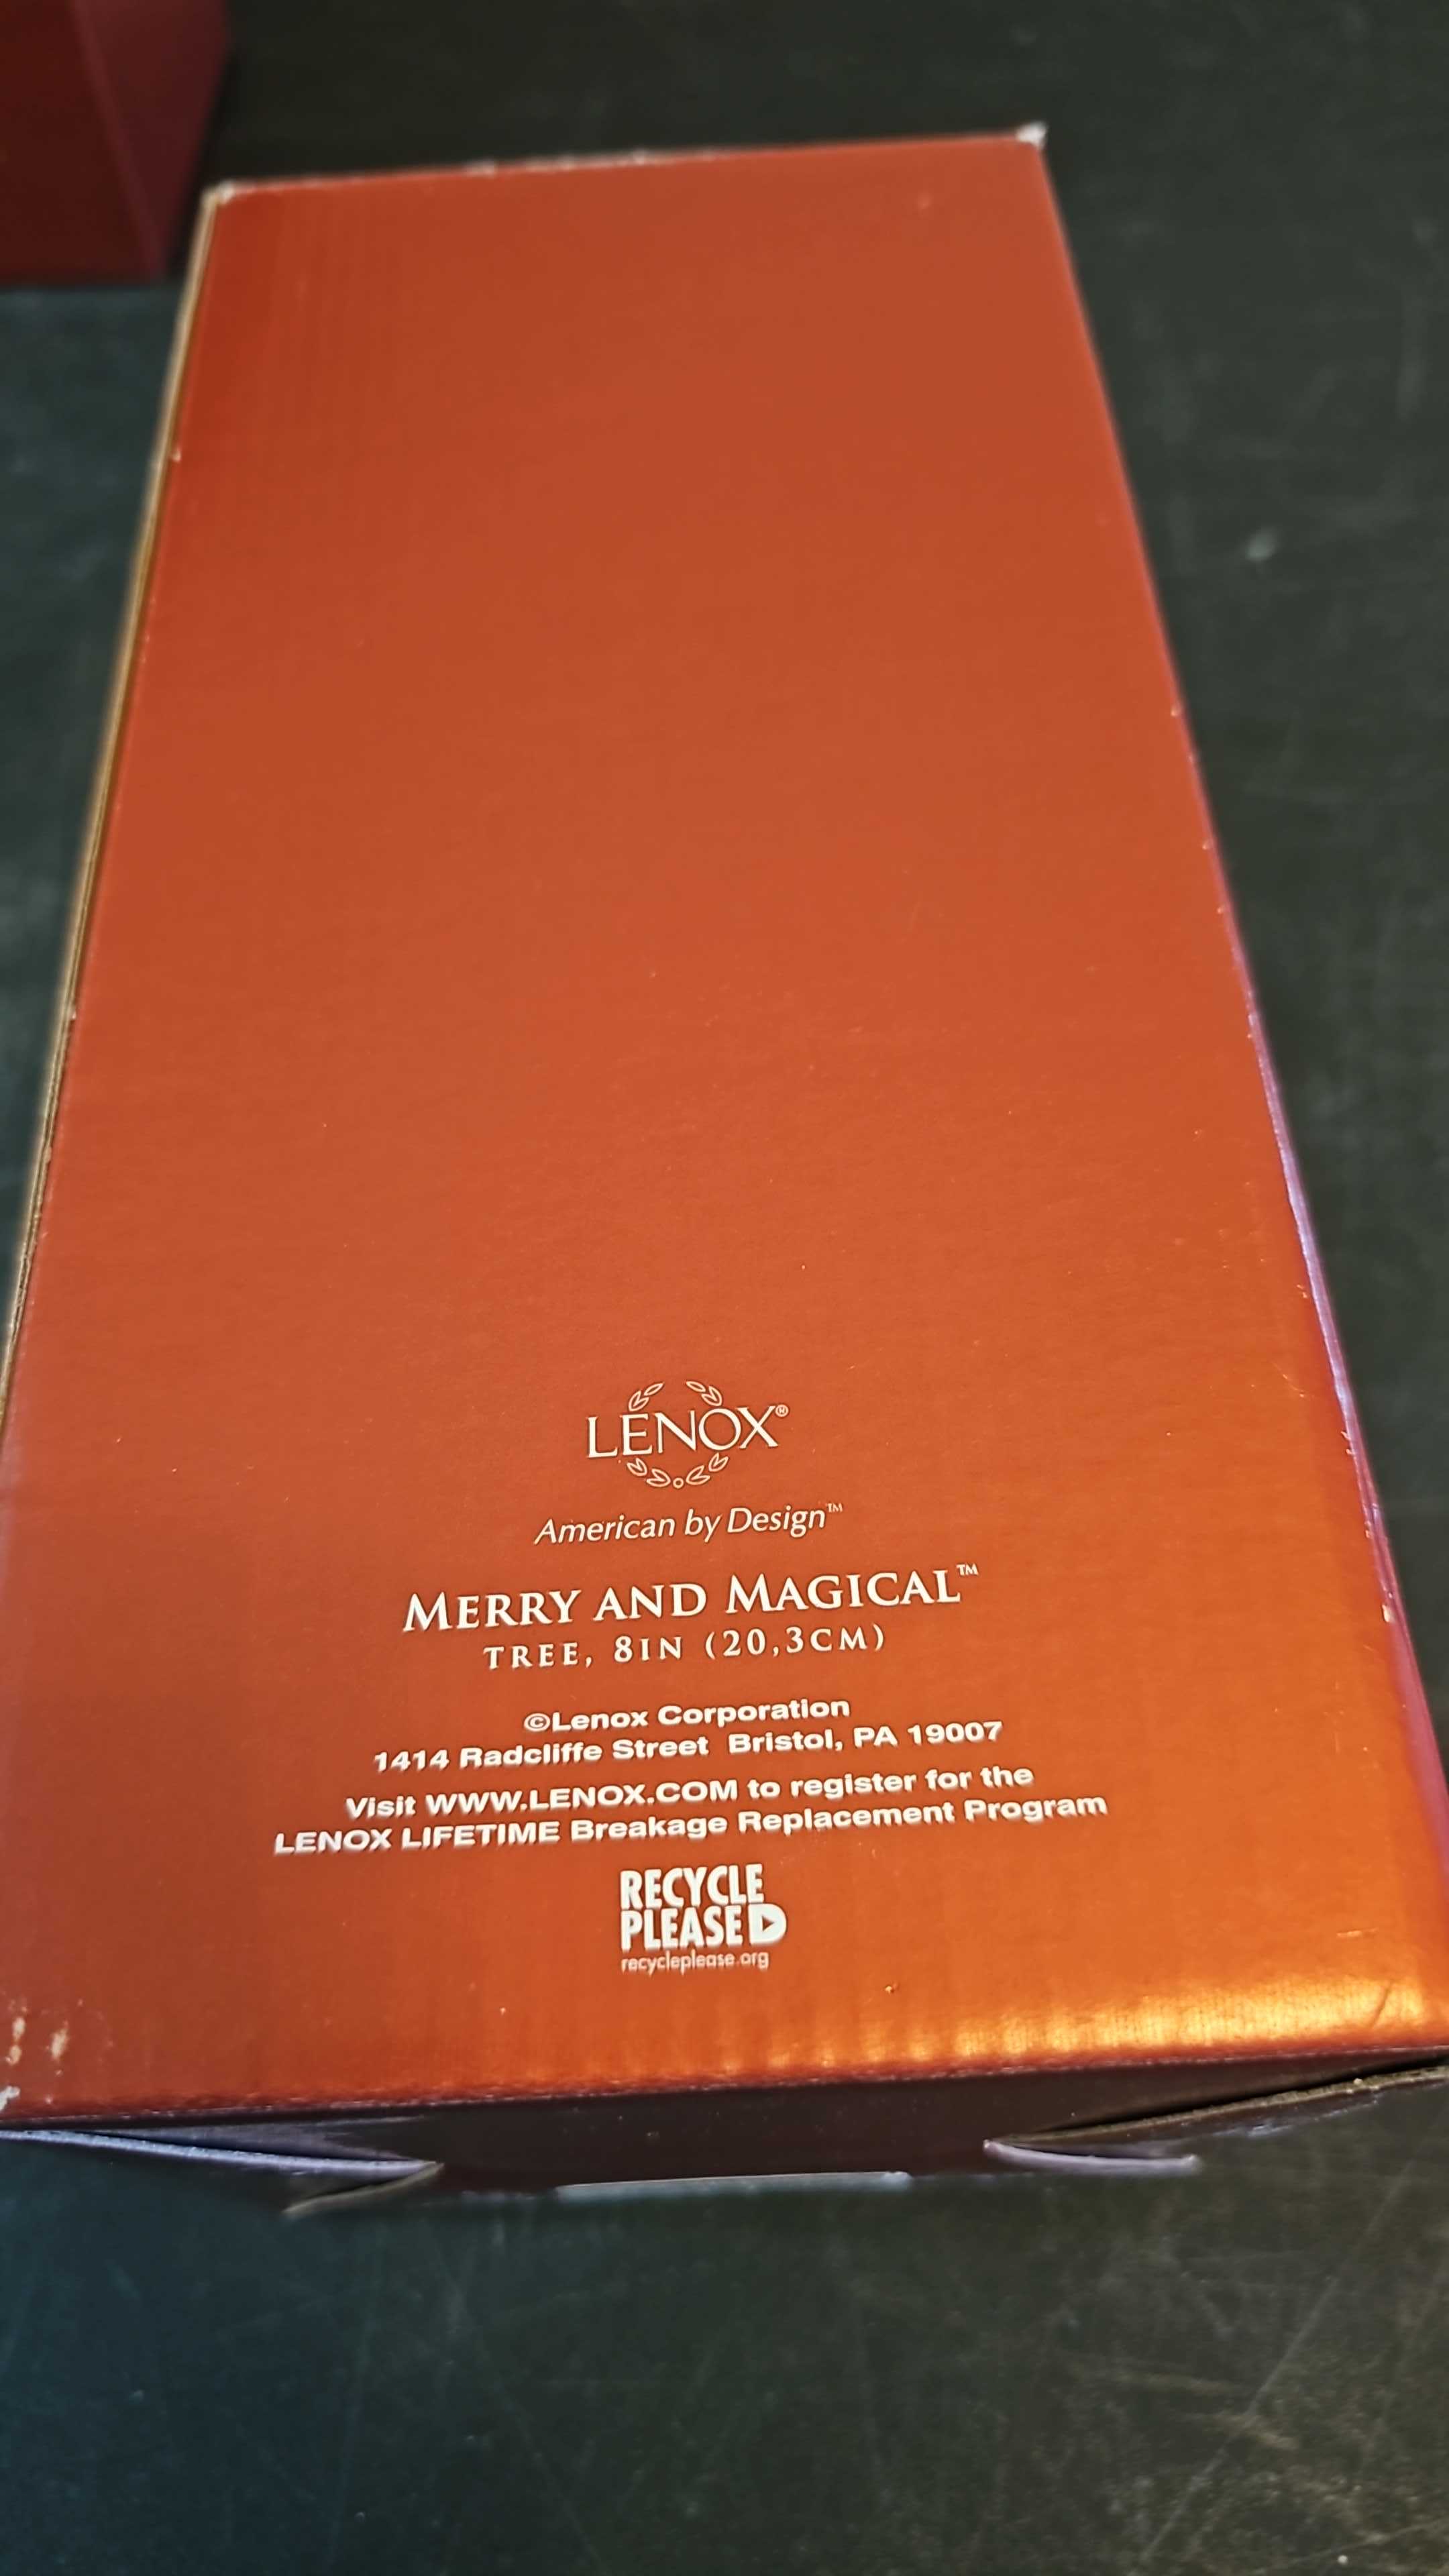 LENOX®
American by Design™
MERRY AND MAGICAL™
TREE, 8IN (20,3CM)
©Lenox Corporation
1414 Radcliffe Street Bristol, PA 19007
Visit WWW.LENOX.COM to register for the
LENOX LIFETIME Breakage Replacement Program
RECYCLE
PLEASE
recycleplease.org